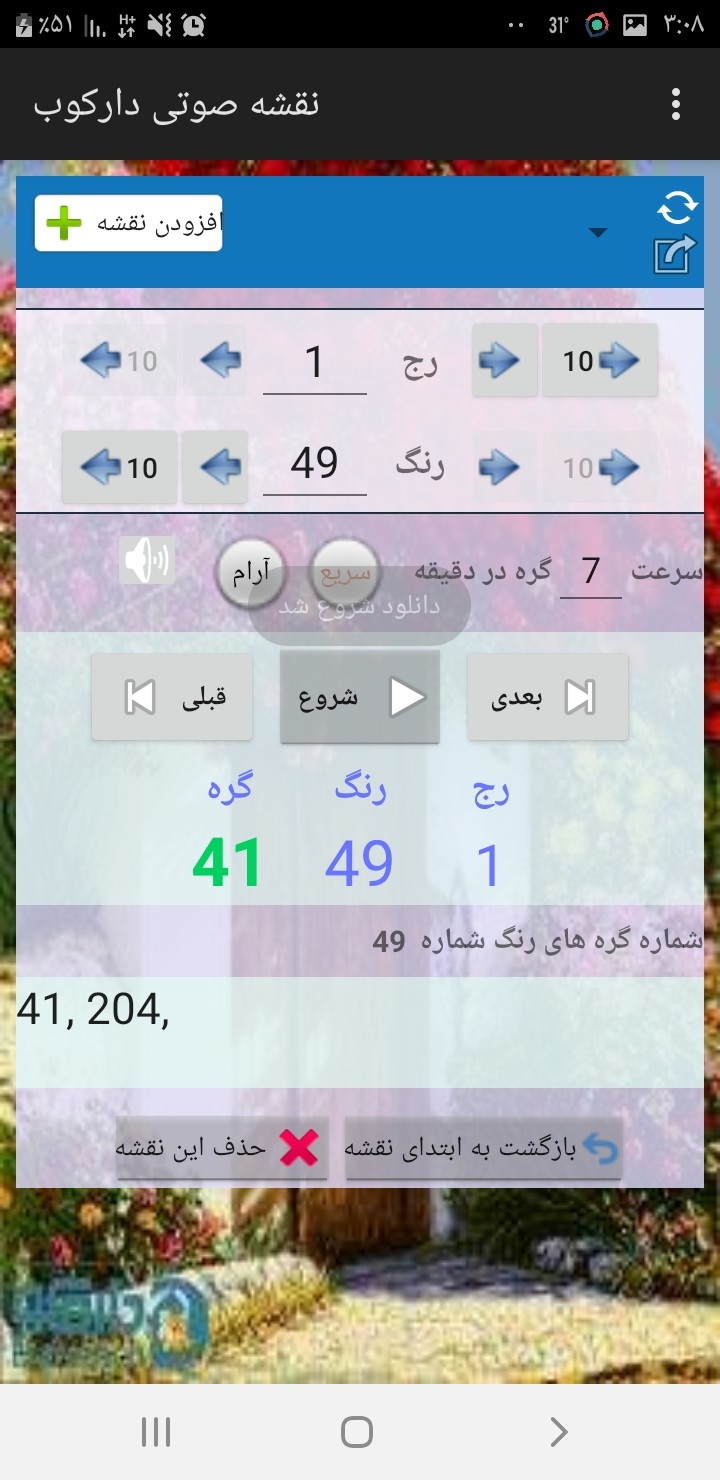 ٪۵۱ H+ 31° ۳:۰۸
نقشه صوتی دارکوب
افزودن نقشه
10 رج 1 10
10 رنگ 49 10
سرعت 7 گره در دقیقه سریع آرام
دانلود شروع شد
بعدی شروع قبلی
رج رنگ گره
1 49 41
شماره گره های رنگ شماره 49
41, 204,
بازگشت به ابتدای نقشه حذف این نقشه